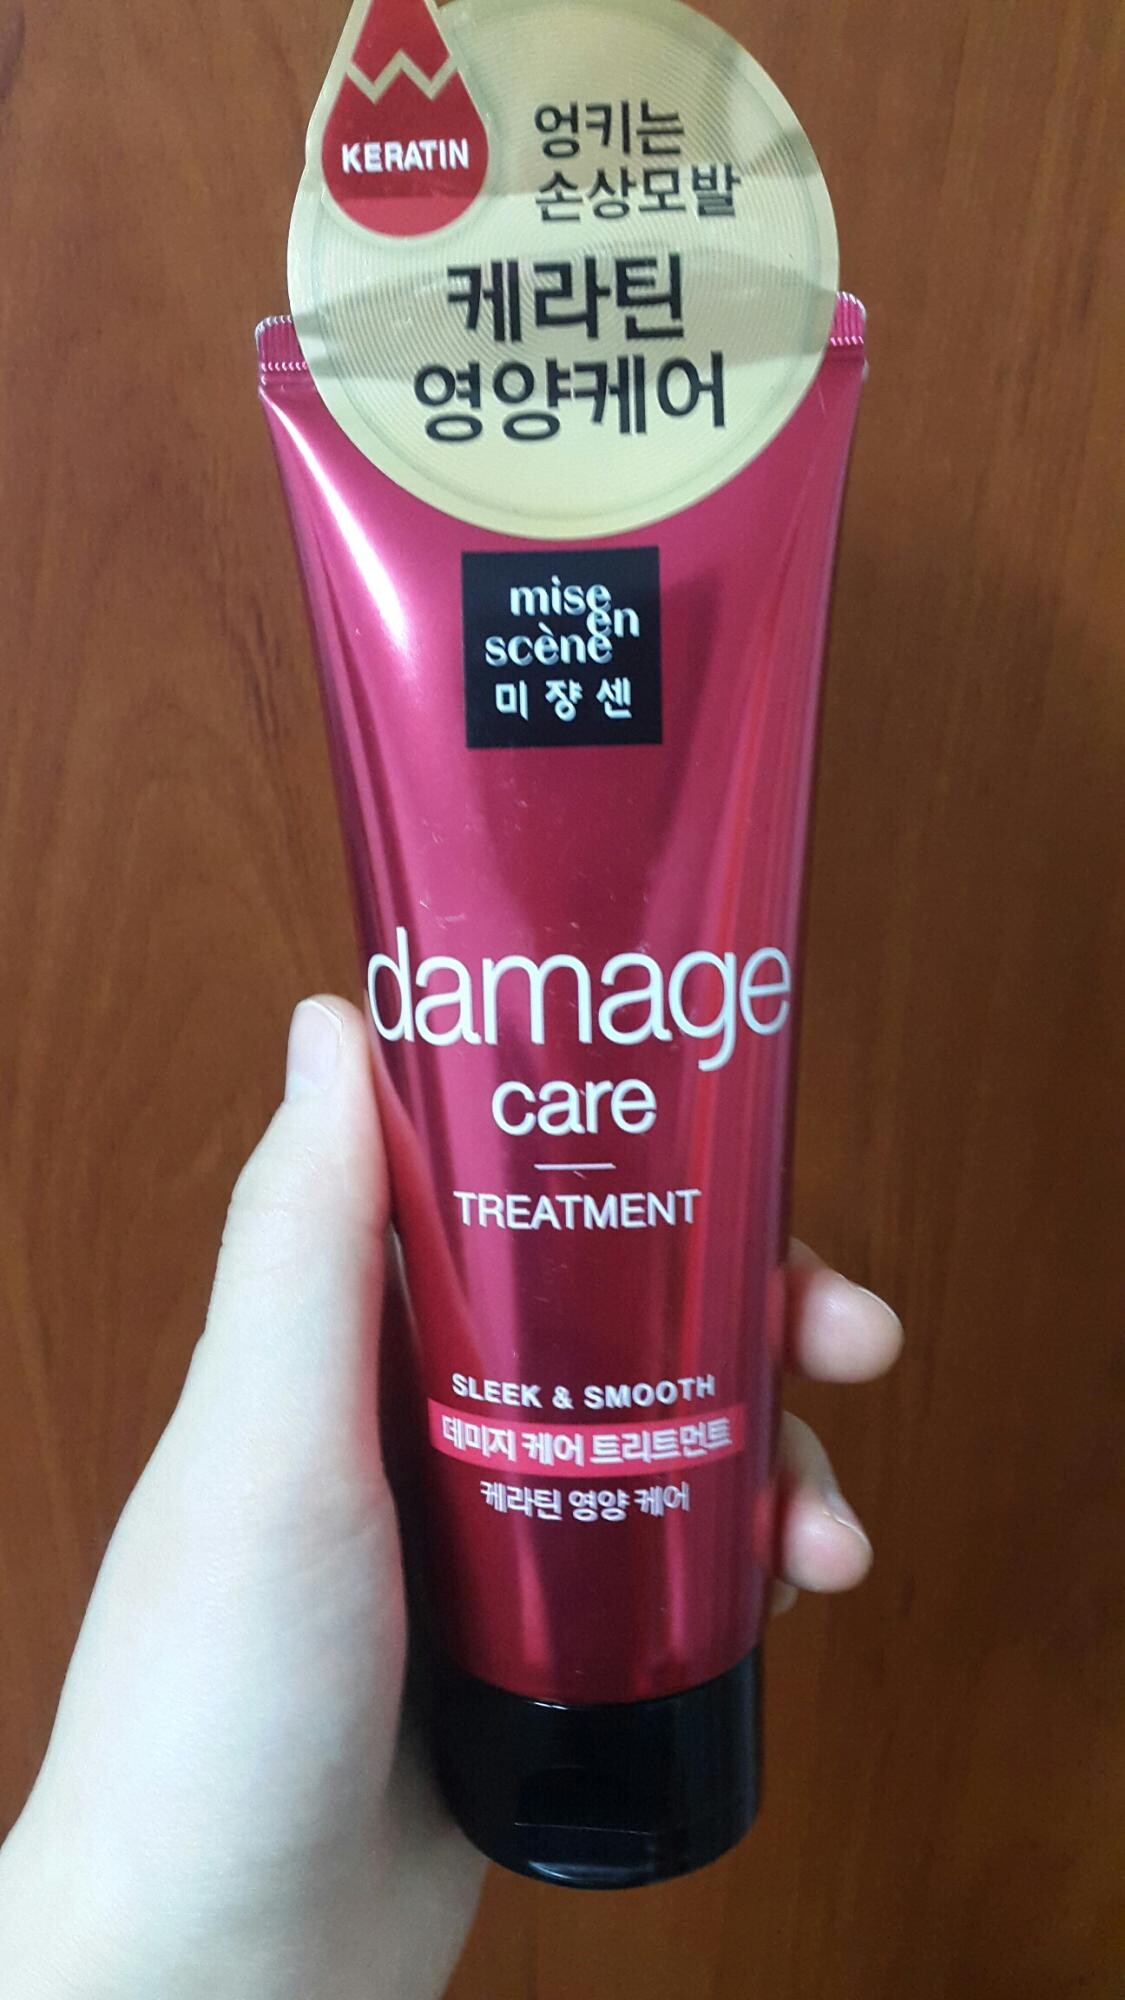 KERATIN
엉키는
손상모발
케라틴
영양케어
mise
en
scène
미쟝센
damage
care
TREATMENT
SLEEK & SMOOTH
데미지 케어 트리트먼트
케라틴 영양 케어